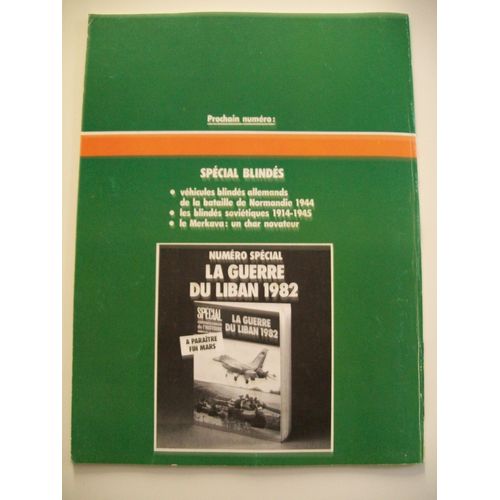 Prochain numéro :
SPÉCIAL BLINDÉS
• véhicules blindés allemands
de la bataille de Normandie 1944
• les blindés soviétiques 1914-1945
• le Merkava : un char novateur
NUMÉRO SPÉCIAL
LA GUERRE
DU LIBAN 1982
SPÉCIAL
LA GUERRE
DU LIBAN 1982
A PARAÎTRE
FIN MARS